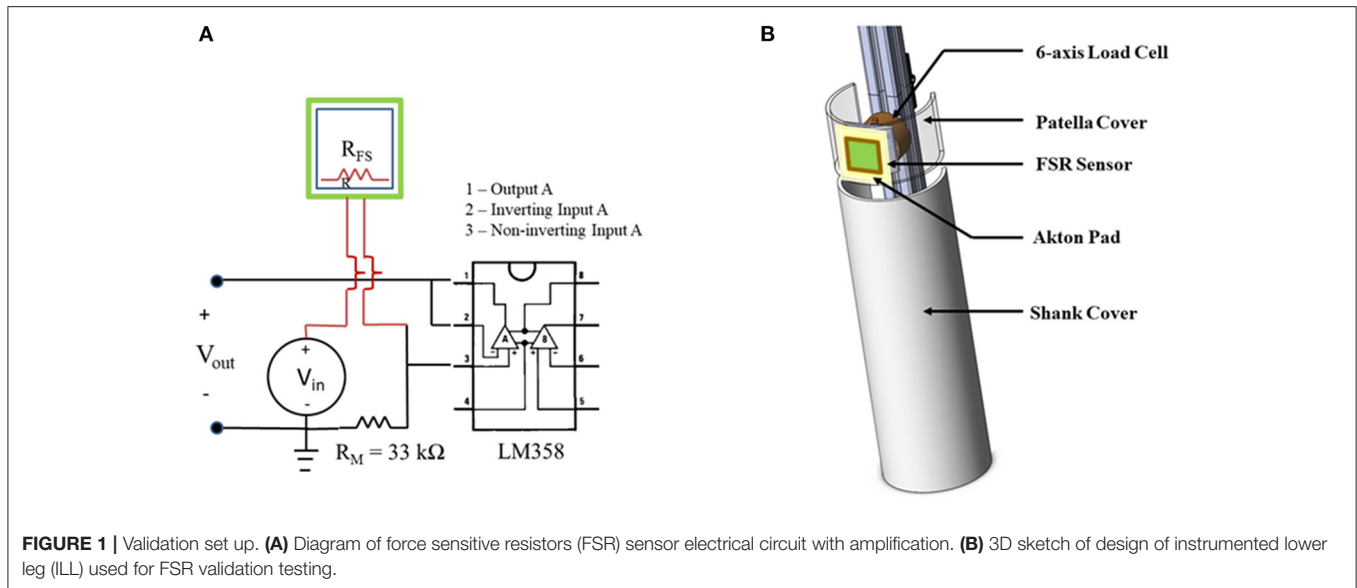 A
B
R_FS
R
1 – Output A
2 – Inverting Input A
3 – Non-inverting Input A
+
V_out
-
+
V_in
-
R_M = 33 kΩ
1
2
3
4
8
7
6
5
A
B
-
+
+
-
LM358
6-axis Load Cell
Patella Cover
FSR Sensor
Akton Pad
Shank Cover
FIGURE 1 | Validation set up. (A) Diagram of force sensitive resistors (FSR) sensor electrical circuit with amplification. (B) 3D sketch of design of instrumented lower
leg (ILL) used for FSR validation testing.